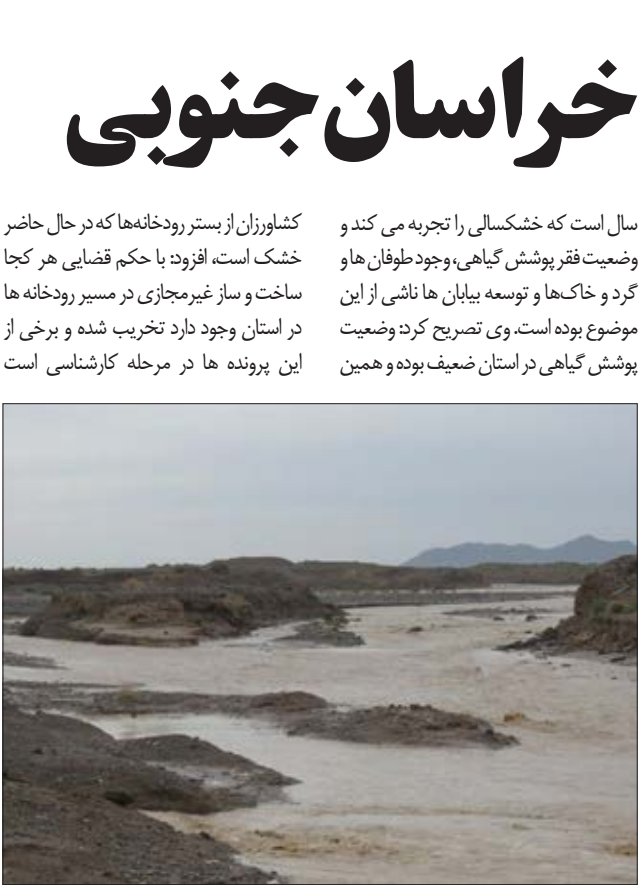 خراسان جنوبی
سال است که خشکسالی را تجربه می کند و
وضعیت فقر پوشش گیاهی، وجود طوفان ها و
گرد و خاک‌ها و توسعه بیابان ها ناشی از این
موضوع بوده است. وی تصریح کرد: وضعیت
پوشش گیاهی در استان ضعیف بوده و همین
کشاورزان از بستر رودخانه‌ها که در حال حاضر
خشک است، افزود: با حکم قضایی هر کجا
ساخت و ساز غیرمجازی در مسیر رودخانه ها
در استان وجود دارد تخریب شده و برخی از
این پرونده ها در مرحله کارشناسی است